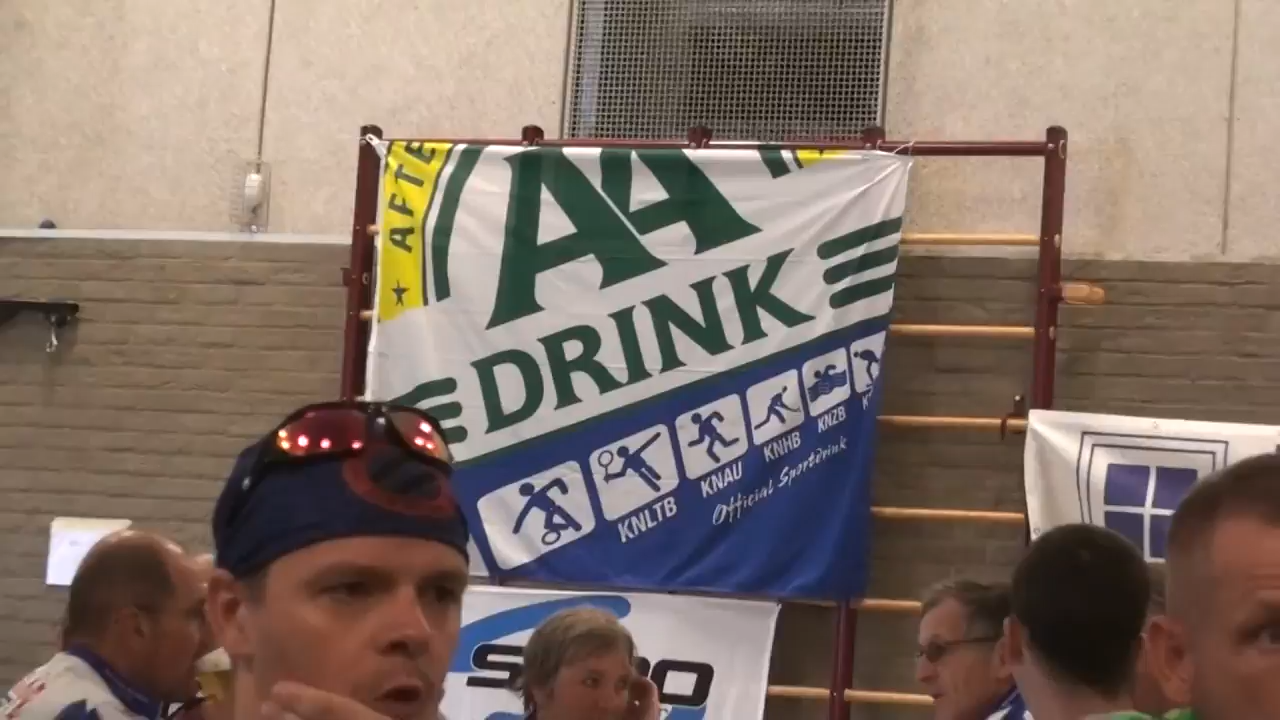 AFTE
AA
DRINK
KNLTB KNAU KNHB KNZB
Official Sportdrink